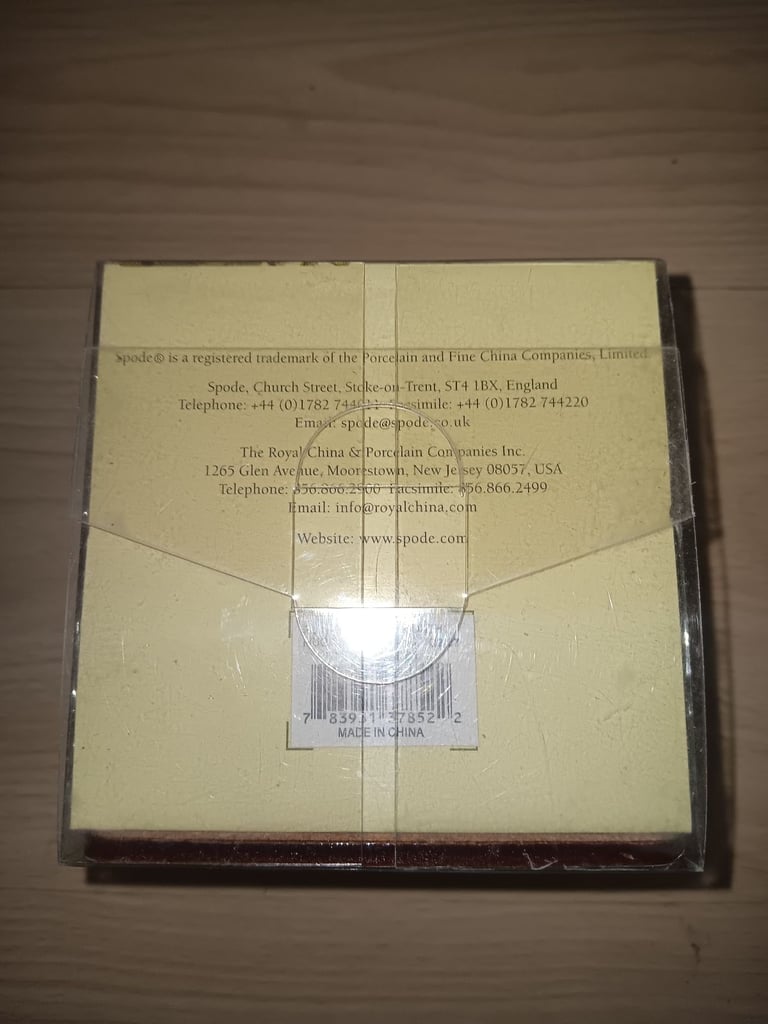 Spode® is a registered trademark of the Porcelain and Fine China Companies, Limited
Spode, Church Street, Stoke-on-Trent, ST4 1BX, England
Telephone: +44 (0)1782 Facsimile: +44 (0)1782 744220
Email: spode@spode.co.uk
The Royal China & Porcelain Companies Inc.
1265 Glen Avenue, Moorestown, New Jersey 08057, USA
Telephone: 856.866.2900 Facsimile: 856.866.2499
Email: info@royalchina.com
Website: www.spode.com
7 83931 37852 2
MADE IN CHINA